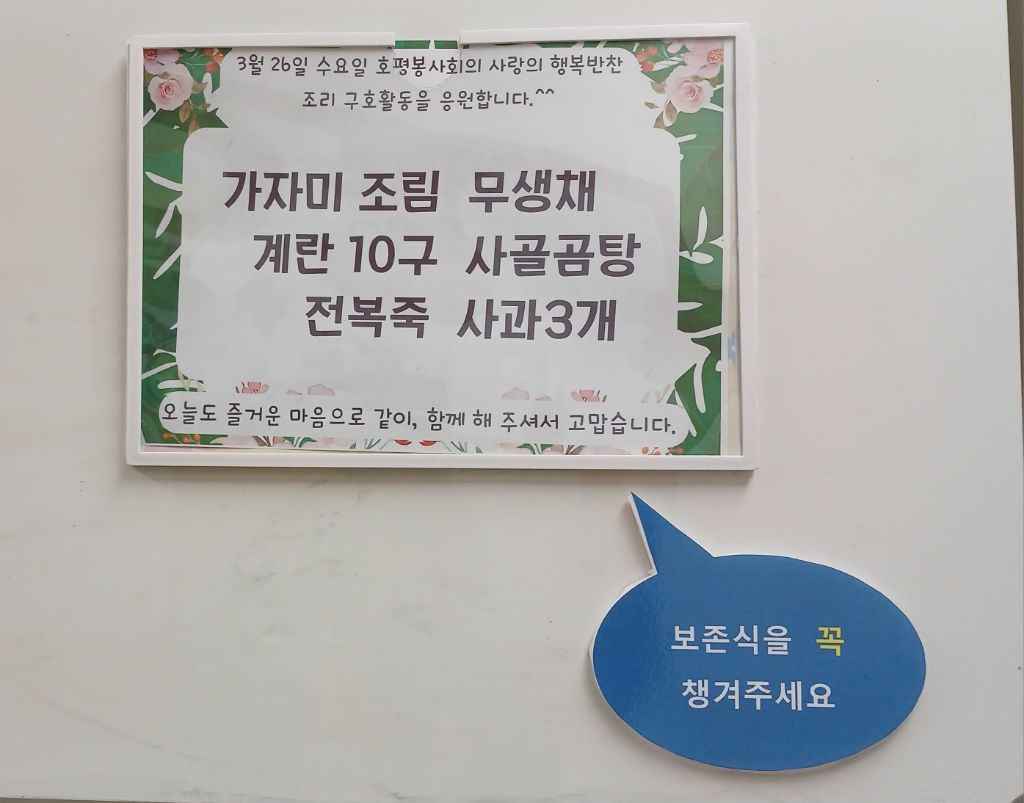 3월 26일 수요일 호평봉사회의 사랑의 행복반찬
조리 구호활동을 응원합니다.^^
가자미 조림 무생채
계란 10구 사골곰탕
전복죽 사과3개
오늘도 즐거운 마음으로 같이, 함께 해 주셔서 고맙습니다.
보존식을 꼭
챙겨주세요